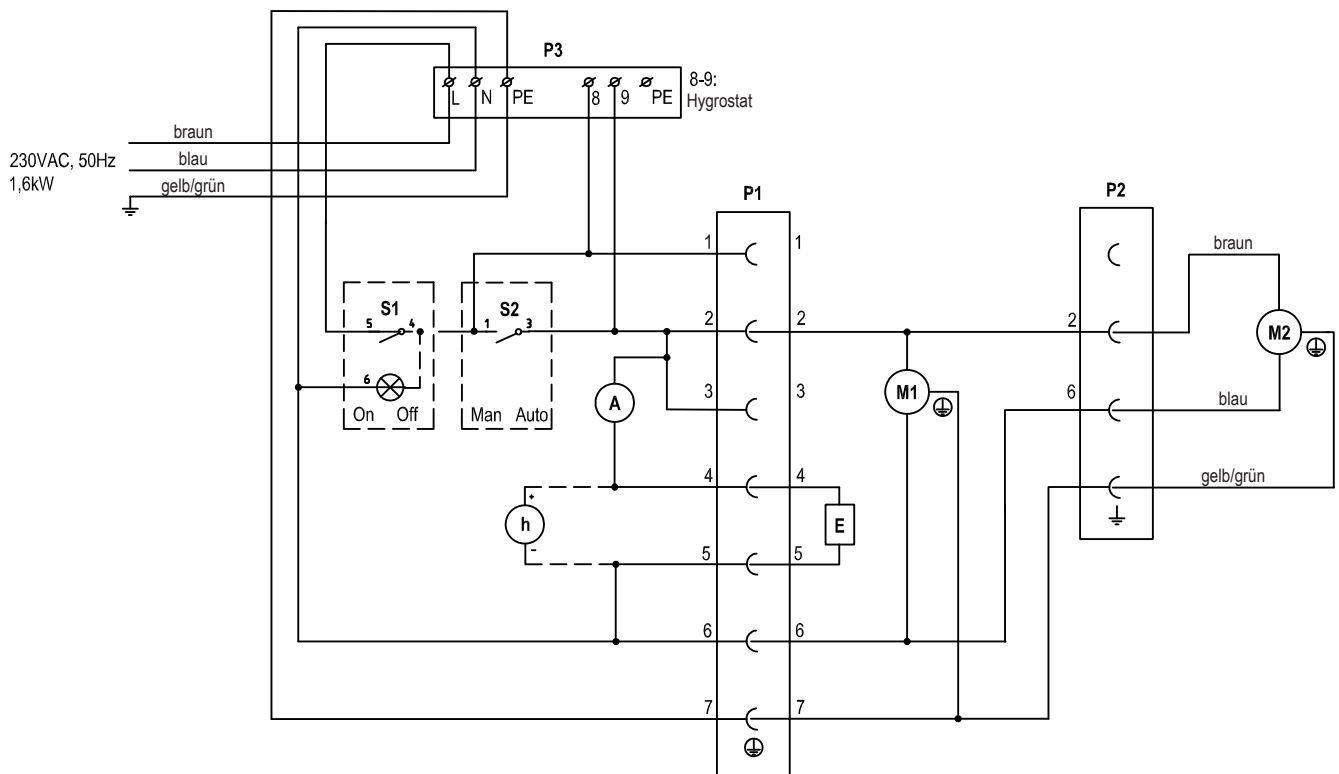 P3
L N PE 8 9 PE
8-9:
Hygrostat
braun
230VAC, 50Hz
blau
1,6kW
gelb/grün
P1
P2
1 1
braun
S1
S2
5 4 1 3
2 2
2
M2
6
M1
A
3 3
6
On Off
Man Auto
blau
4 4
gelb/grün
+
h
E
-
5 5
6 6
7 7